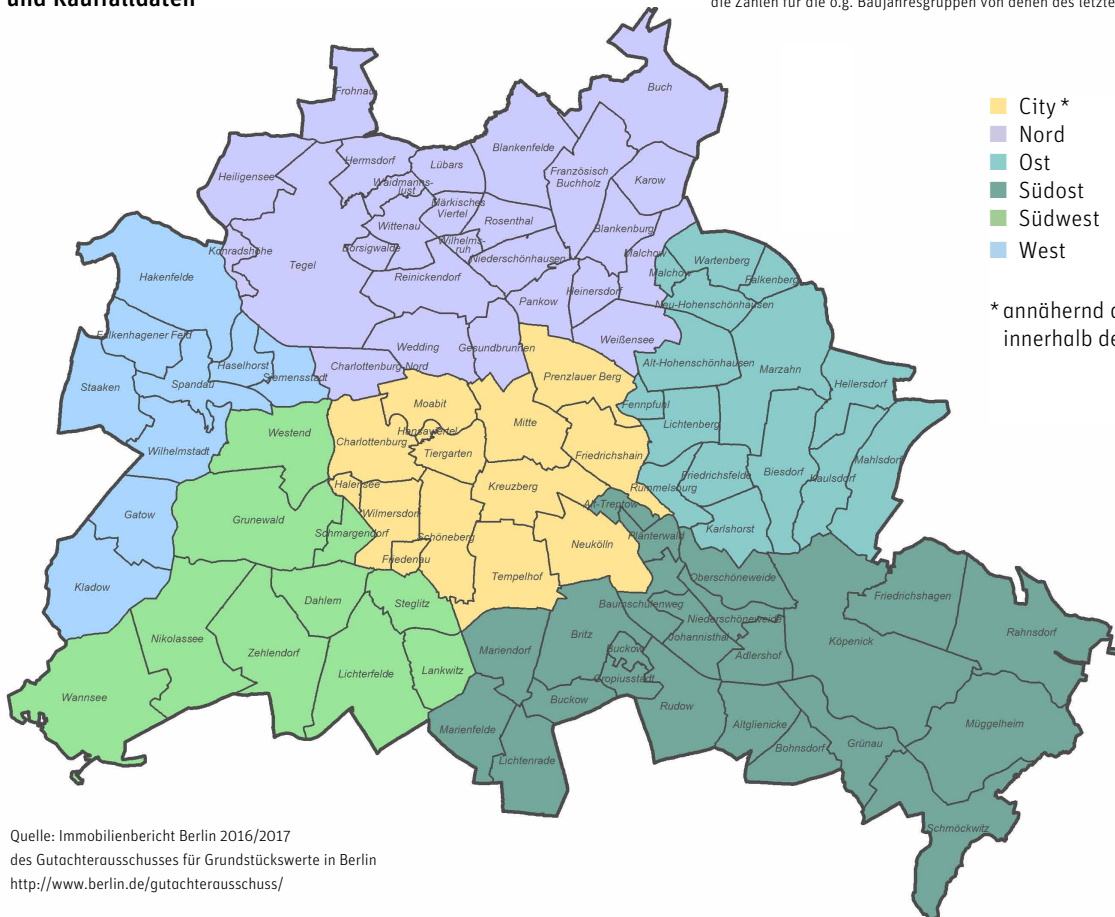 und Kauffalldaten
die Zahlen für die o.g. Baujahresgruppen von denen des letzte
City *
Nord
Ost
Südost
Südwest
West
* annähernd
innerhalb
Frohnau
Buch
Hermsdorf
Lübars
Blankenfelde
Französisch
Buchholz
Karow
Heiligensee
Waidmanns-
lust
Märkisches
Viertel
Rosenthal
Wittenau
Blankenburg
Konradshöhe
Borsigwalde
Wilhelms-
ruh
Niederschönhausen
Malchow
Tegel
Reinickendorf
Heinersdorf
Pankow
Malchow
Wartenberg
Falkenberg
Hakenfelde
Neu-Hohenschönhausen
Falkenhagener Feld
Wedding
Gesundbrunnen
Weißensee
Haselhorst
Siemensstadt
Charlottenburg-Nord
Alt-Hohenschönhausen
Marzahn
Staaken
Spandau
Prenzlauer Berg
Hellersdorf
Moabit
Fennpfuhl
Westend
Hansaviertel
Mitte
Lichtenberg
Charlottenburg
Tiergarten
Wilhelmstadt
Friedrichshain
Mahlsdorf
Friedrichsfelde
Biesdorf
Kaulsdorf
Halensee
Kreuzberg
Rummelsburg
Gatow
Grunewald
Wilmersdorf
Alt-Treptow
Schmargendorf
Schöneberg
Plänterwald
Karlshorst
Neukölln
Friedenau
Tempelhof
Kladow
Oberschöneweide
Dahlem
Steglitz
Baumschulenweg
Friedrichshagen
Niederschöneweide
Nikolassee
Britz
Johannisthal
Köpenick
Rahnsdorf
Zehlendorf
Mariendorf
Buckow
Adlershof
Lichterfelde
Lankwitz
Gropiusstadt
Wannsee
Buckow
Rudow
Marienfelde
Altglienicke
Müggelheim
Grünau
Bohnsdorf
Lichtenrade
Schmöckwitz
Quelle: Immobilienbericht Berlin 2016/2017
des Gutachterausschusses für Grundstückswerte in Berlin
http://www.berlin.de/gutachterausschuss/